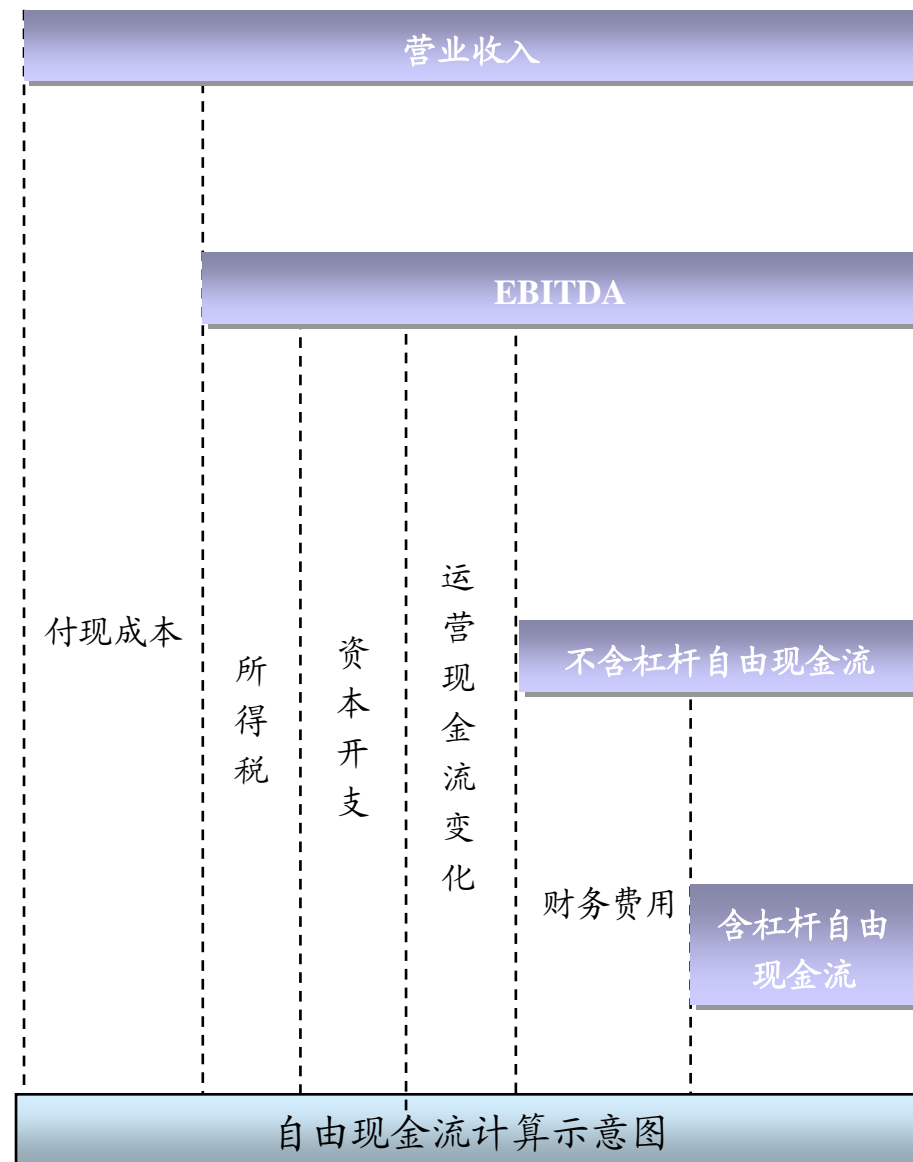 营业收入
EBITDA
付现成本
所得税
资本开支
运营现金流变化
不含杠杆自由现金流
财务费用
含杠杆自由
现金流
自由现金流计算示意图